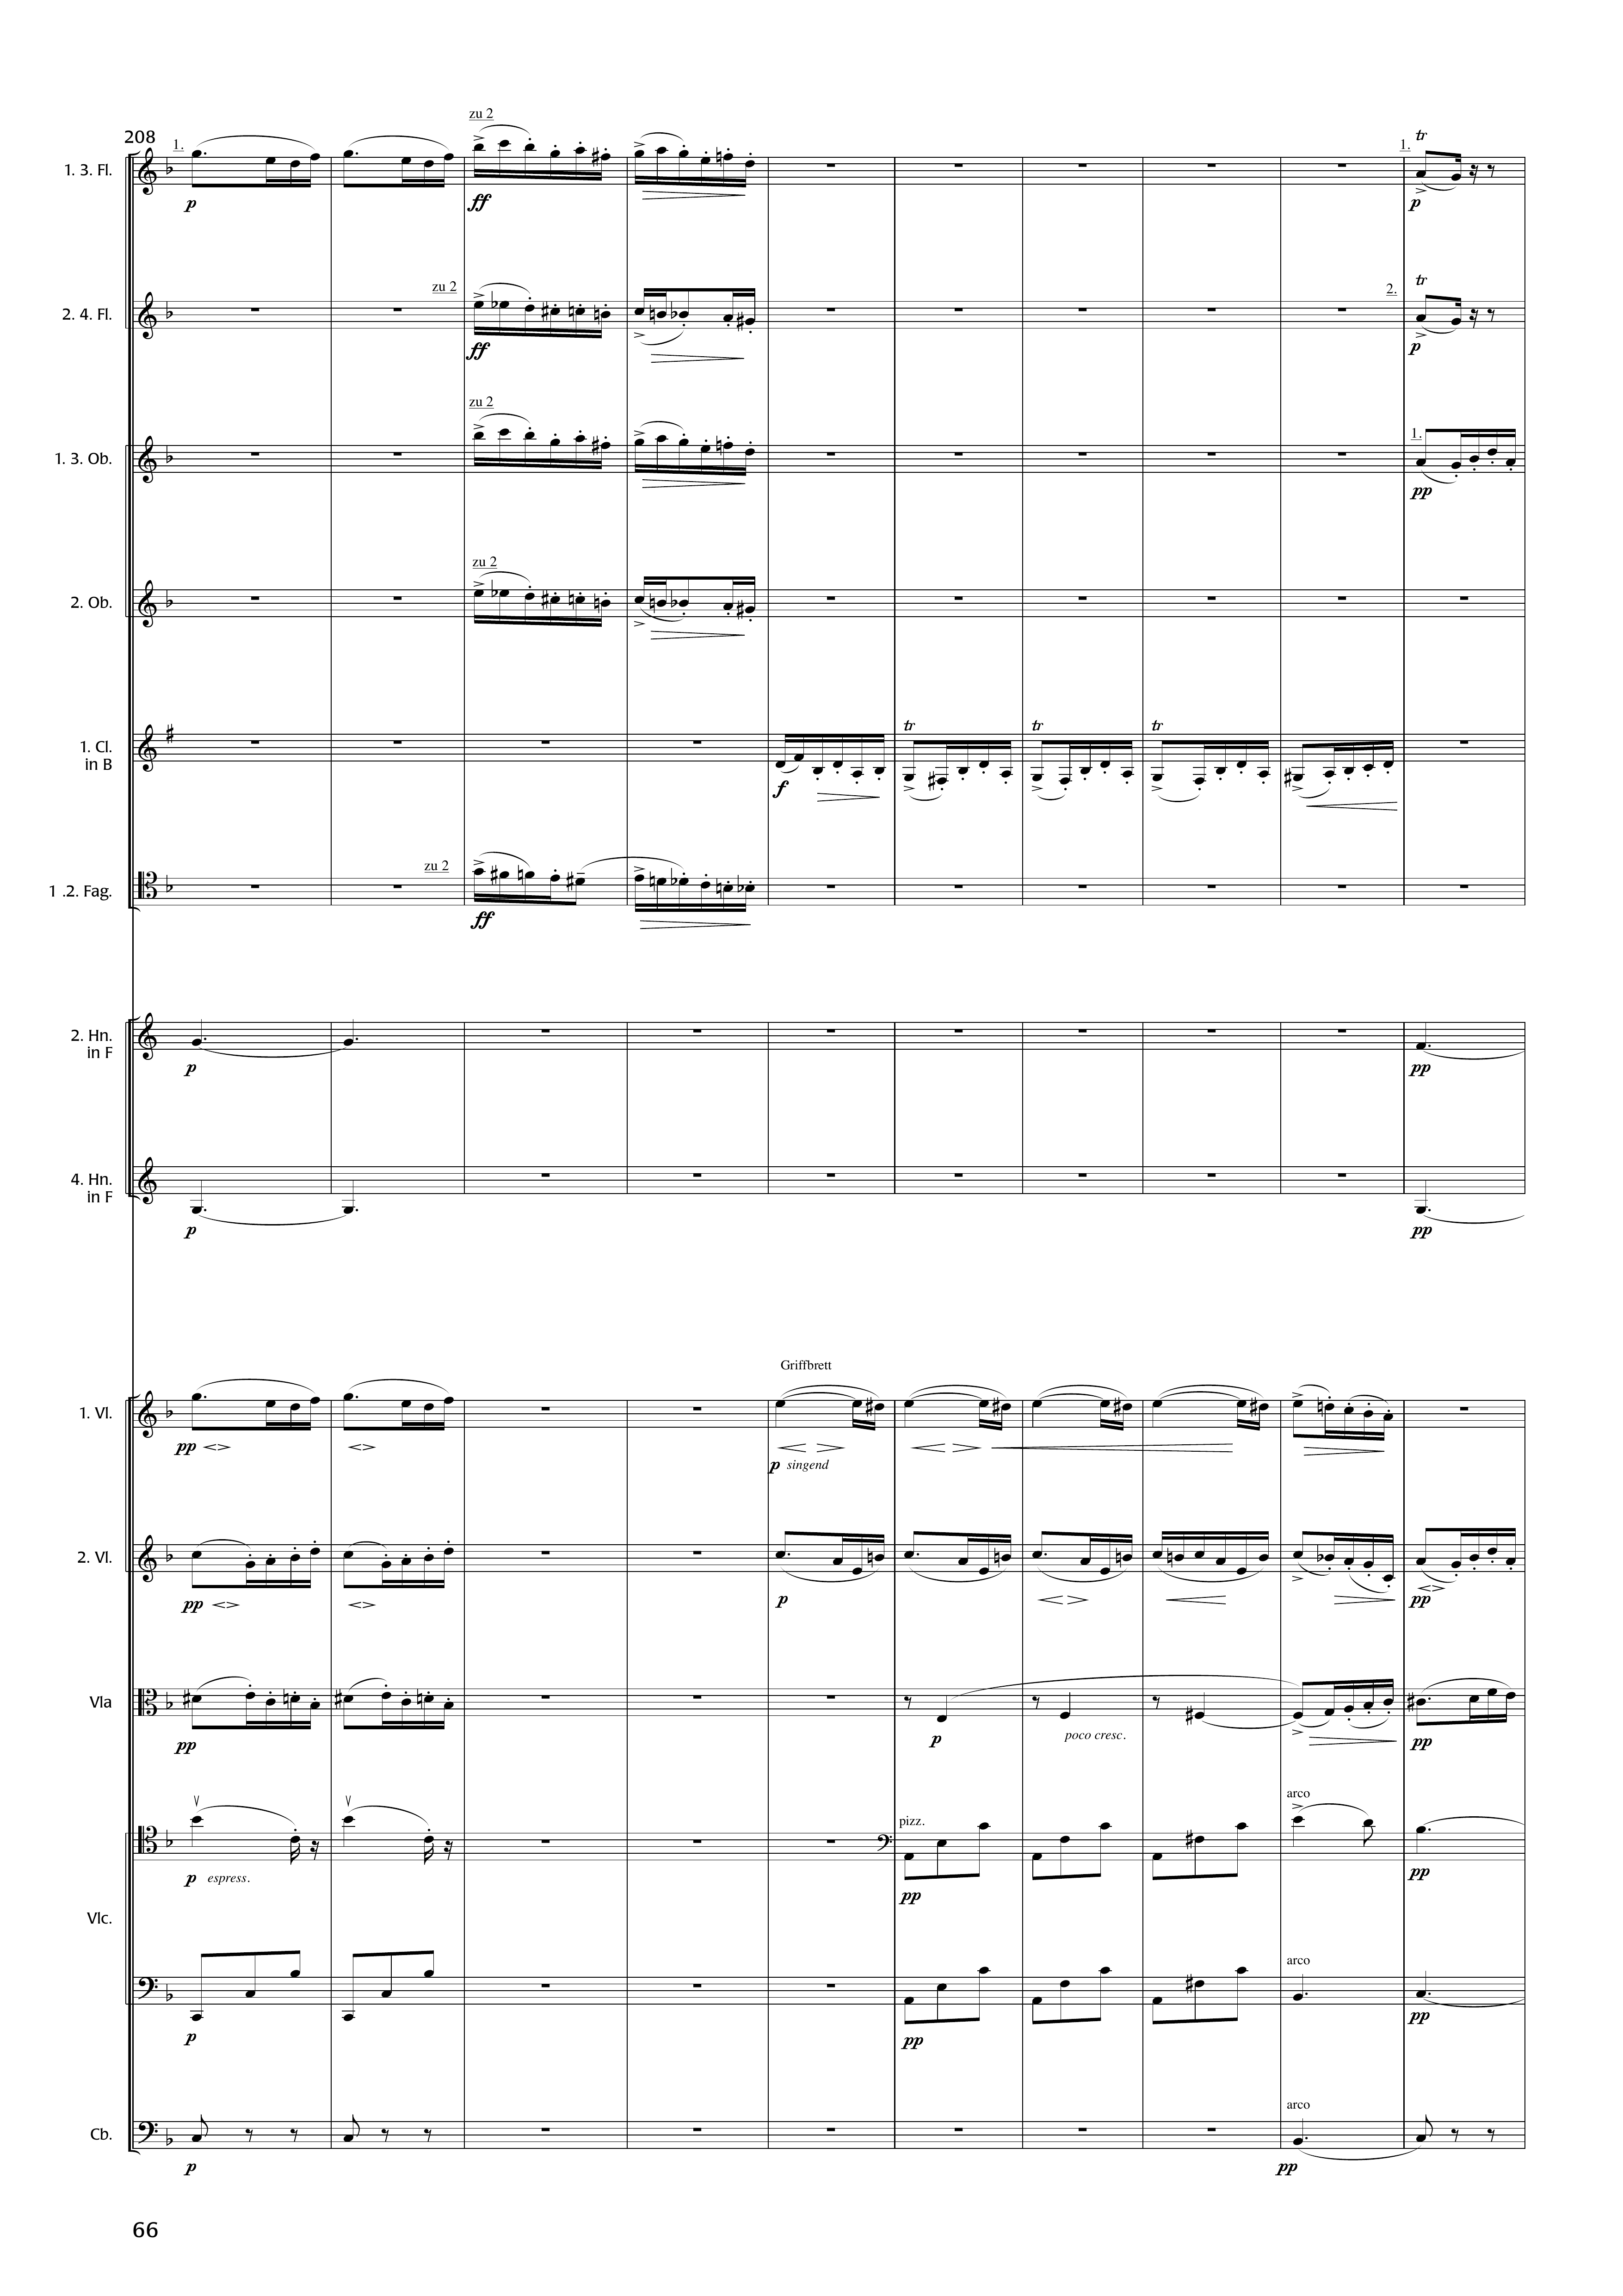 zu 2
208
1.
tr
1.
1. 3. Fl.
p
ff
p
tr
zu 2
2.
2. 4. Fl.
ff
p
zu 2
1.
1. 3. Ob.
pp
zu 2
2. Ob.
tr tr tr
1. Cl.
in B
f
zu 2
1 .2. Fag.
ff
2. Hn.
in F
p
pp
4. Hn.
in F
p
pp
Griffbrett
1. Vl.
pp
p singend
2. Vl.
pp
p
pp
Vla
pp
p
poco cresc.
pp
arco
pizz.
p espress.
pp
pp
Vlc.
arco
p
pp
pp
arco
Cb.
p
pp
66